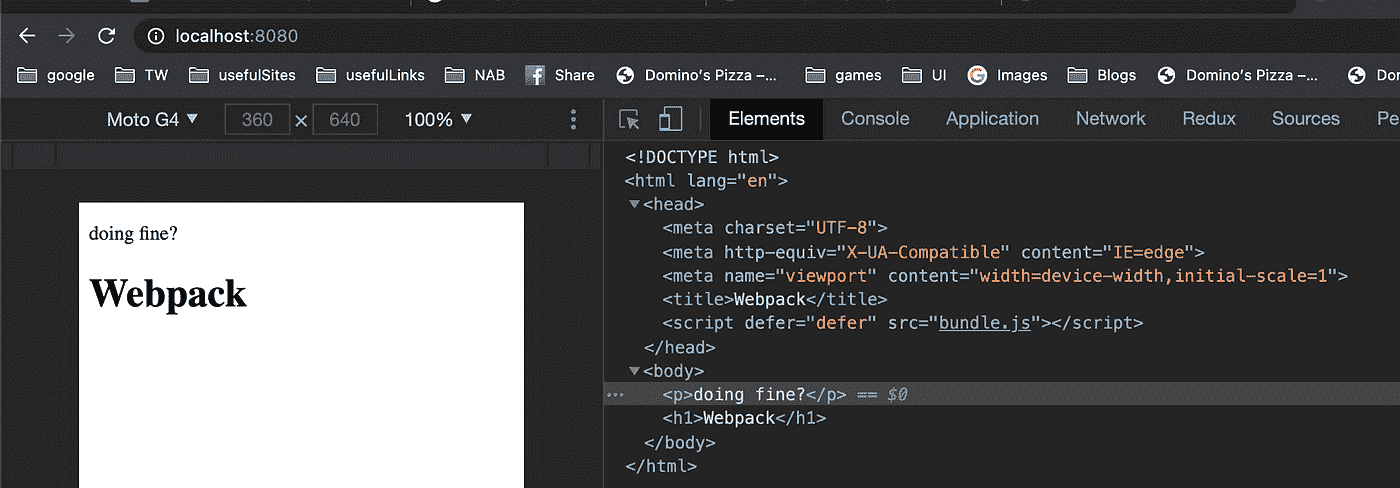 localhost:8080
google TW usefulSites usefulLinks NAB Share Domino's Pizza –... games UI Images Blogs Domino's Pizza –... Dor
Moto G4 ▼ 360 × 640 100% ▼
Elements Console Application Network Redux Sources Pe
doing fine?
Webpack
<!DOCTYPE html>
<html lang="en">
▼<head>
<meta charset="UTF-8">
<meta http-equiv="X-UA-Compatible" content="IE=edge">
<meta name="viewport" content="width=device-width,initial-scale=1">
<title>Webpack</title>
<script defer="defer" src="bundle.js"></script>
</head>
▼<body>
<p>doing fine?</p> == $0
<h1>Webpack</h1>
</body>
</html>